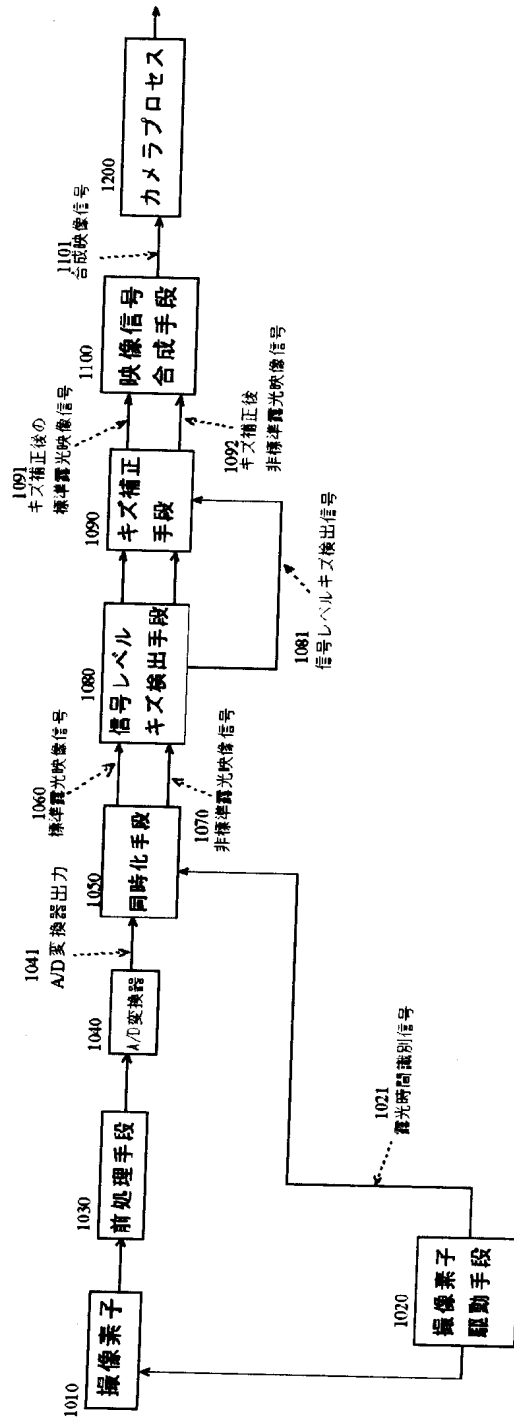 1010
撮像素子
1020
撮像素子
駆動手段
1021
露光時間識別信号
1030
前処理手段
1040
A/D変換器
1041
A/D変換器出力
1050
同時化手段
1060
標準露光映像信号
1070
非標準露光映像信号
1080
信号レベル
キズ検出手段
1081
信号レベルキズ検出信号
1090
キズ補正
手段
1091
キズ補正後の
標準露光映像信号
1092
キズ補正後
非標準露光映像信号
1100
映像信号
合成手段
1101
合成映像信号
1200
カメラプロセス